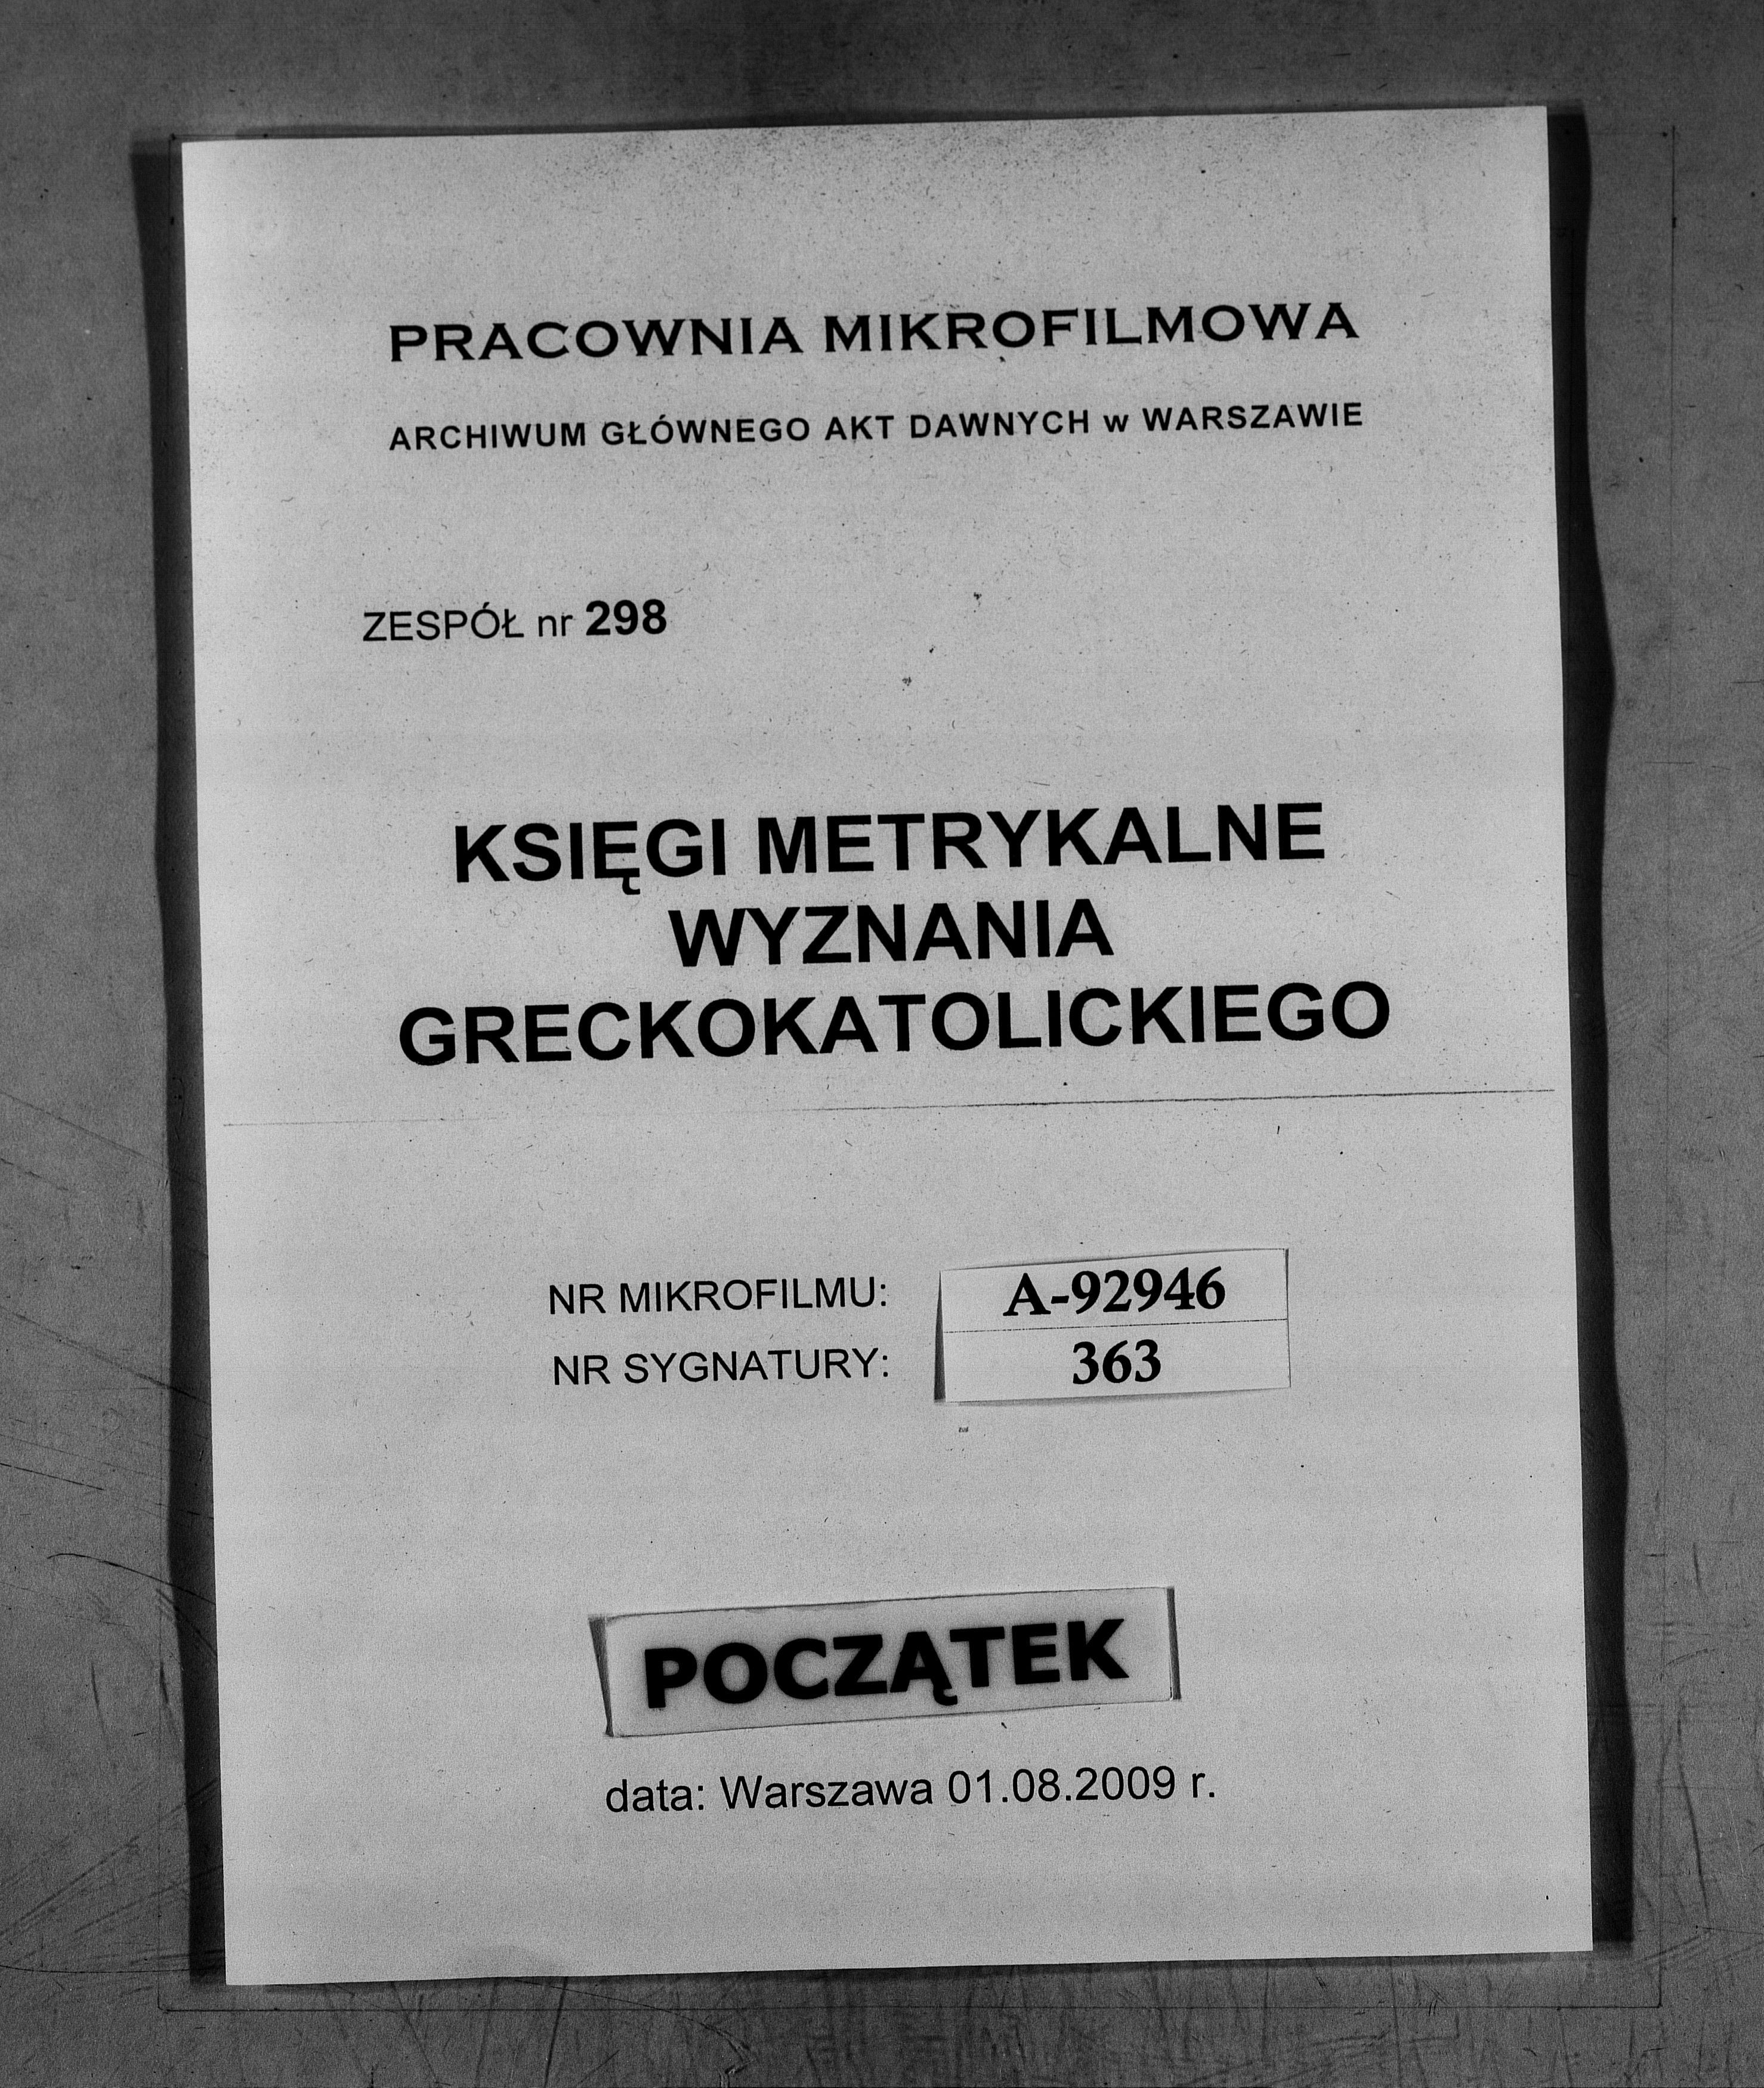 PRACOWNIA MIKROFILMOWA
ARCHIWUM GŁÓWNEGO AKT DAWNYCH w WARSZAWIE
ZESPÓŁ nr 298
KSIĘGI METRYKALNE
WYZNANIA
GRECKOKATOLICKIEGO
NR MIKROFILMU: A-92946
NR SYGNATURY: 363
POCZĄTEK
data: Warszawa 01.08.2009 r.